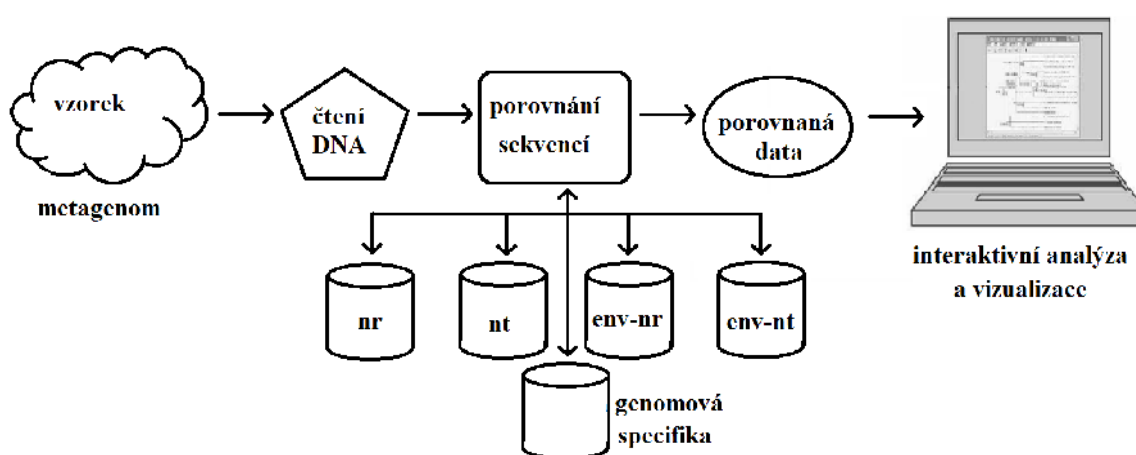 vzorek
metagenom
čtení
DNA
porovnání
sekvencí
porovnaná
data
interaktivní analýza
a vizualizace
nr
nt
env-nr
env-nt
genomová
specifika